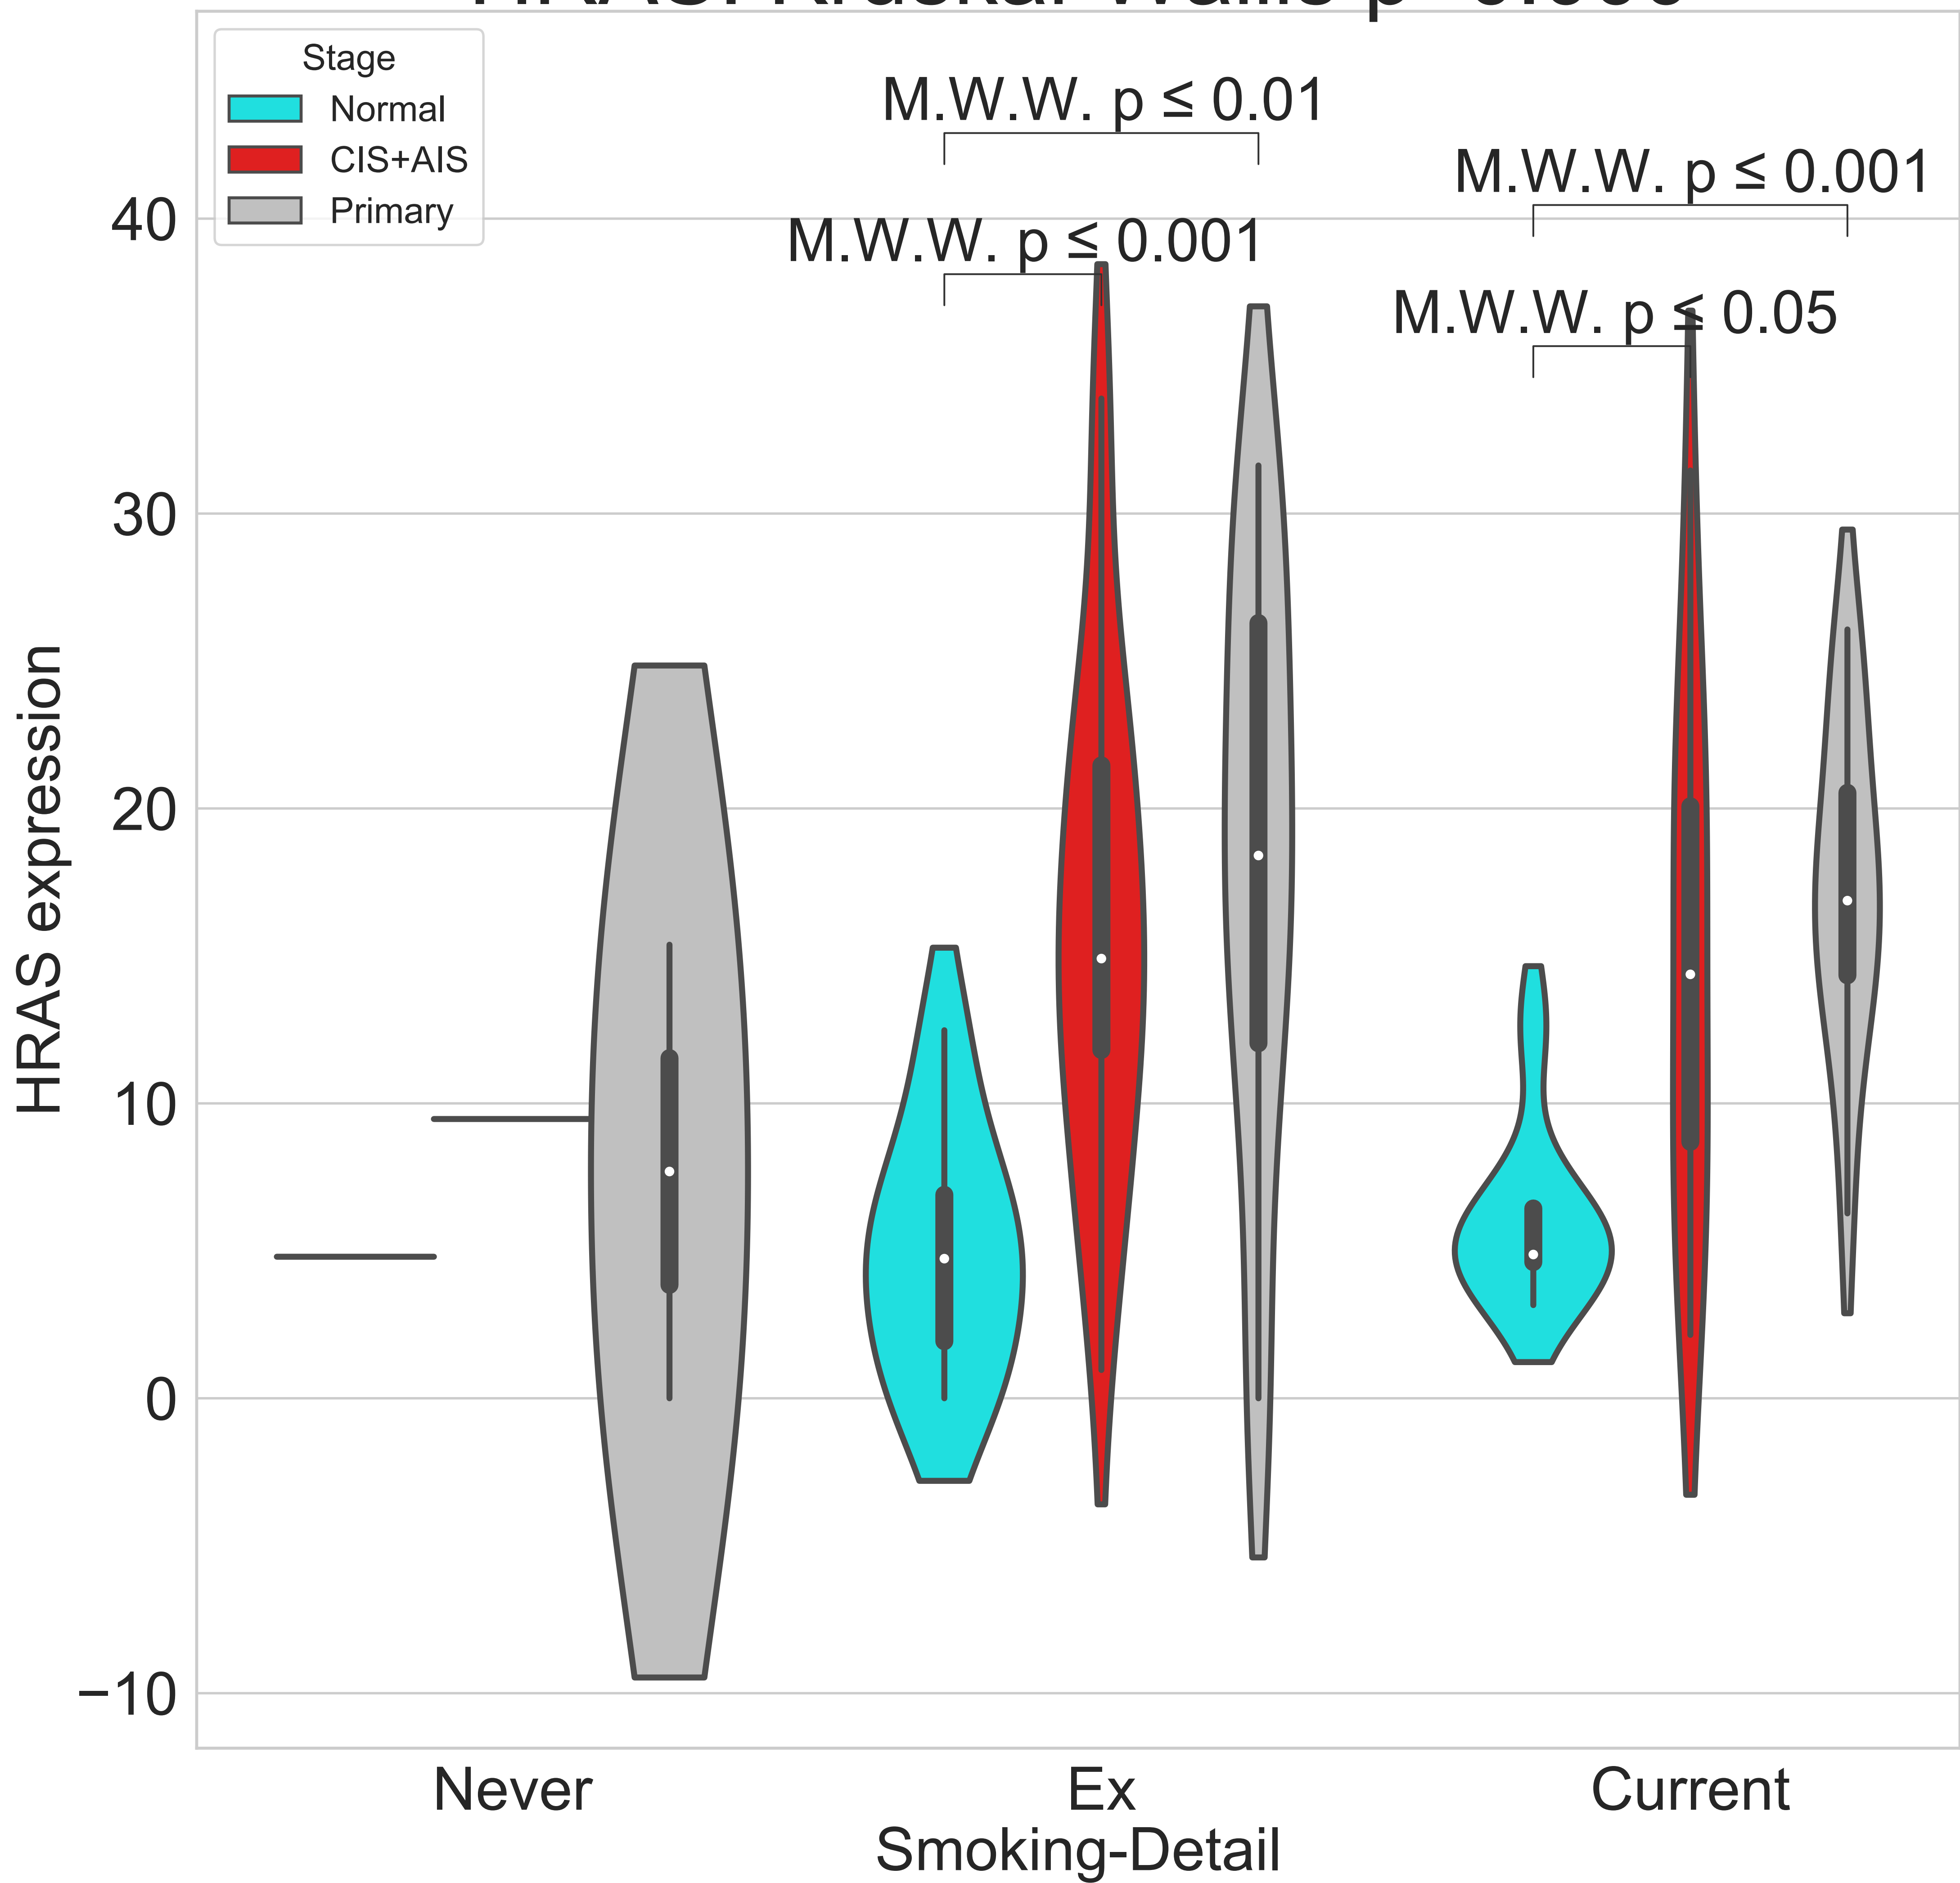 Stage
Normal
CIS+AIS
Primary
M.W.W. p ≤ 0.01
M.W.W. p ≤ 0.001
M.W.W. p ≤ 0.001
M.W.W. p ≤ 0.05
40
30
20
10
0
−10
HRAS expression
Never
Ex
Current
Smoking-Detail